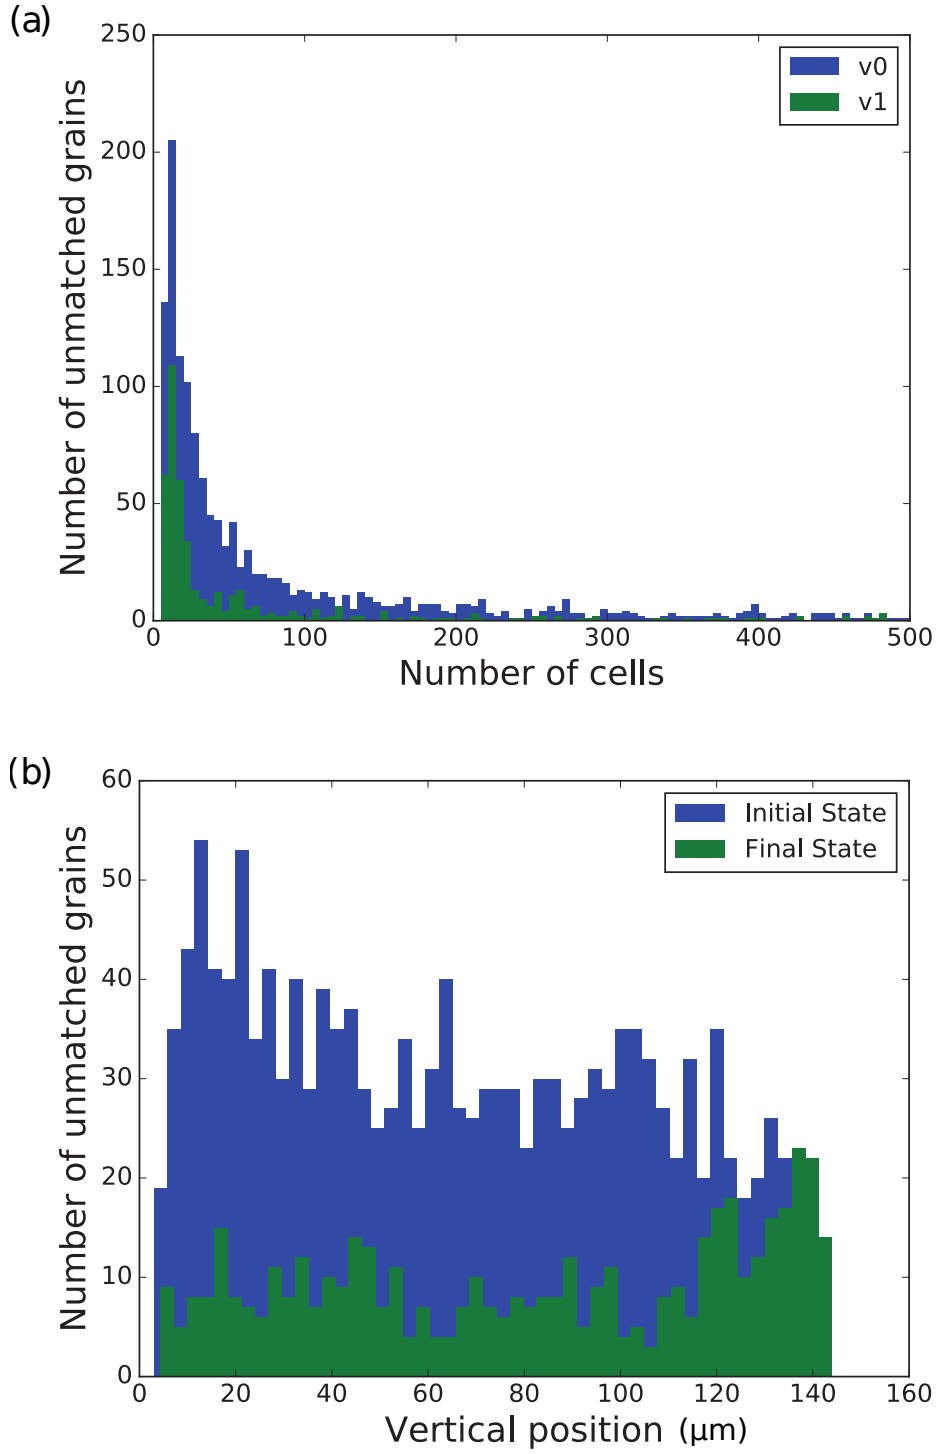 (a)
250
200
150
100
50
0
Number of unmatched grains
v0
v1
0 100 200 300 400 500
Number of cells
(b)
60
50
40
30
20
10
0
Number of unmatched grains
Initial State
Final State
0 20 40 60 80 100 120 140 160
Vertical position (μm)